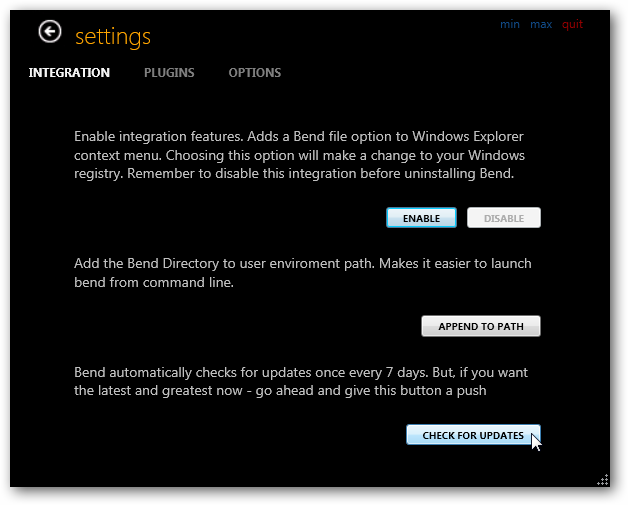 settings
min max quit
INTEGRATION PLUGINS OPTIONS
Enable integration features. Adds a Bend file option to Windows Explorer
context menu. Choosing this option will make a change to your Windows
registry. Remember to disable this integration before uninstalling Bend.
ENABLE DISABLE
Add the Bend Directory to user enviroment path. Makes it easier to launch
bend from command line.
APPEND TO PATH
Bend automatically checks for updates once every 7 days. But, if you want
the latest and greatest now - go ahead and give this button a push
CHECK FOR UPDATES